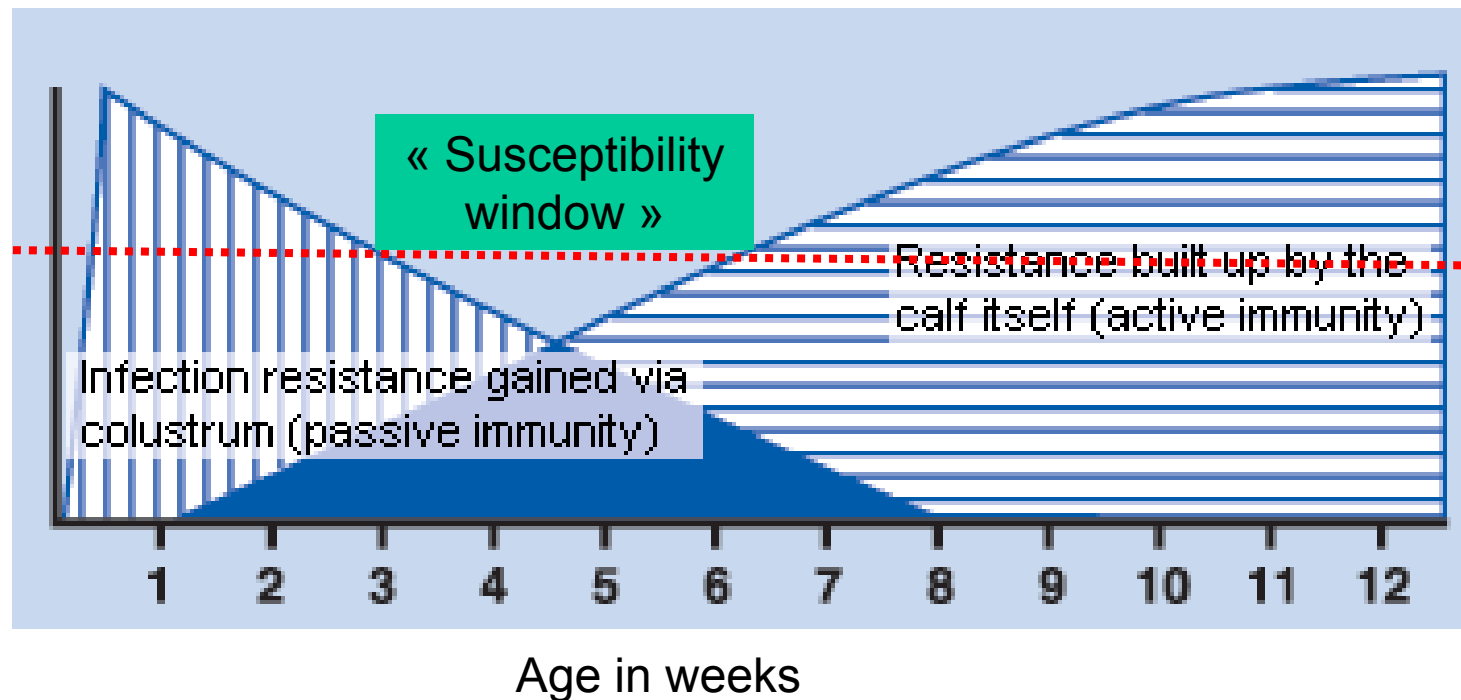 « Susceptibility
window »
Resistance built up by the
calf itself (active immunity)
Infection resistance gained via
colustrum (passive immunity)
1 2 3 4 5 6 7 8 9 10 11 12
Age in weeks